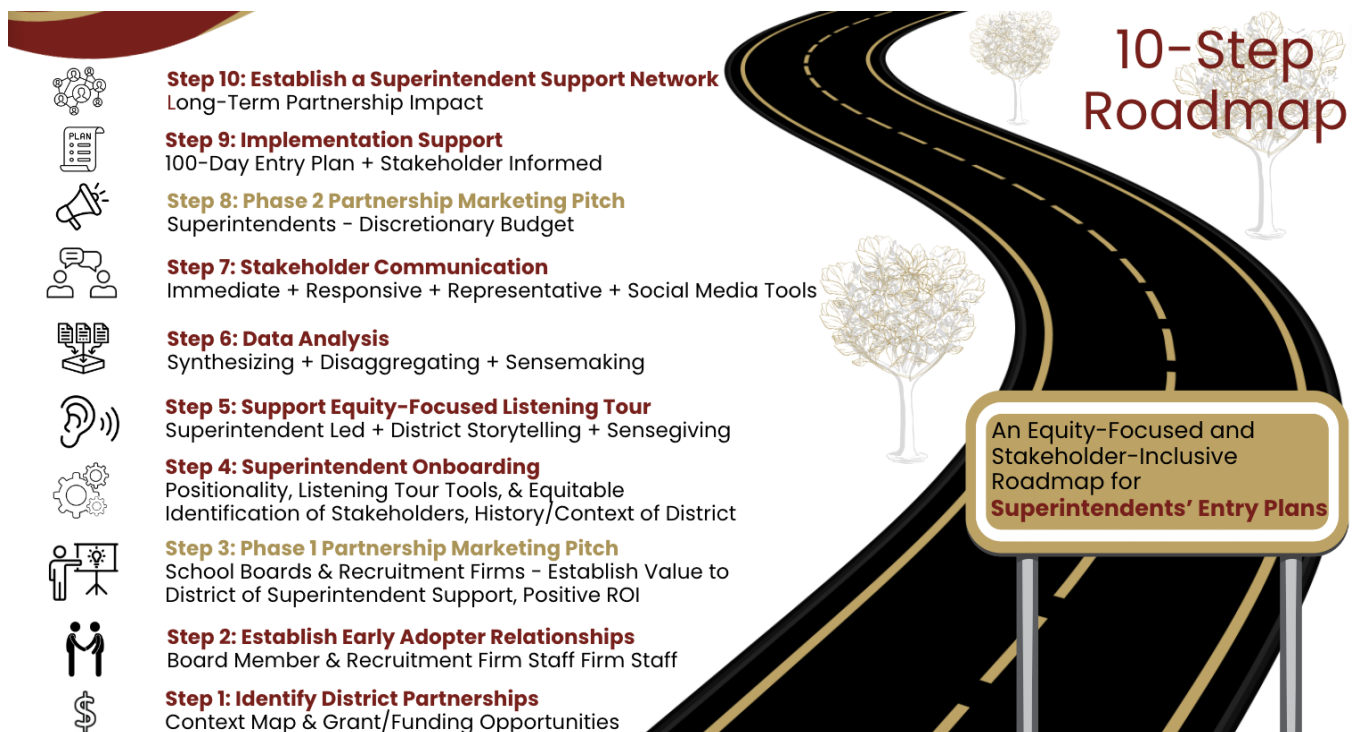 10-Step
Roadmap
Step 10: Establish a Superintendent Support Network
Long-Term Partnership Impact
PLAN
Step 9: Implementation Support
100-Day Entry Plan + Stakeholder Informed
Step 8: Phase 2 Partnership Marketing Pitch
Superintendents - Discretionary Budget
Step 7: Stakeholder Communication
Immediate + Responsive + Representative + Social Media Tools
Step 6: Data Analysis
Synthesizing + Disaggregating + Sensemaking
Step 5: Support Equity-Focused Listening Tour
Superintendent Led + District Storytelling + Sensegiving
Step 4: Superintendent Onboarding
Positionality, Listening Tour Tools, & Equitable
Identification of Stakeholders, History/Context of District
Step 3: Phase 1 Partnership Marketing Pitch
School Boards & Recruitment Firms - Establish Value to
District of Superintendent Support, Positive ROI
Step 2: Establish Early Adopter Relationships
Board Member & Recruitment Firm Staff Firm Staff
$
Step 1: Identify District Partnerships
Context Map & Grant/Funding Opportunities
An Equity-Focused and
Stakeholder-Inclusive
Roadmap for
Superintendents' Entry Plans